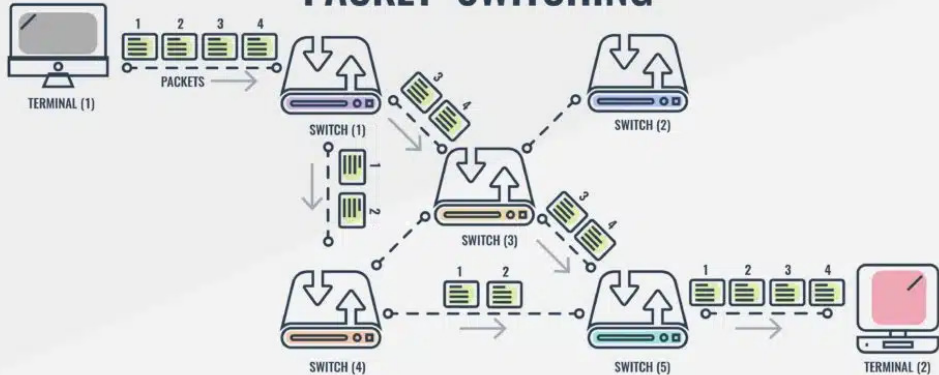 PACKET SWITCHING
1 2 3 4
PACKETS
TERMINAL (1)
SWITCH (1)
3
4
SWITCH (2)
1
2
SWITCH (3)
3
4
SWITCH (4)
1 2
SWITCH (5)
1 2 3 4
TERMINAL (2)